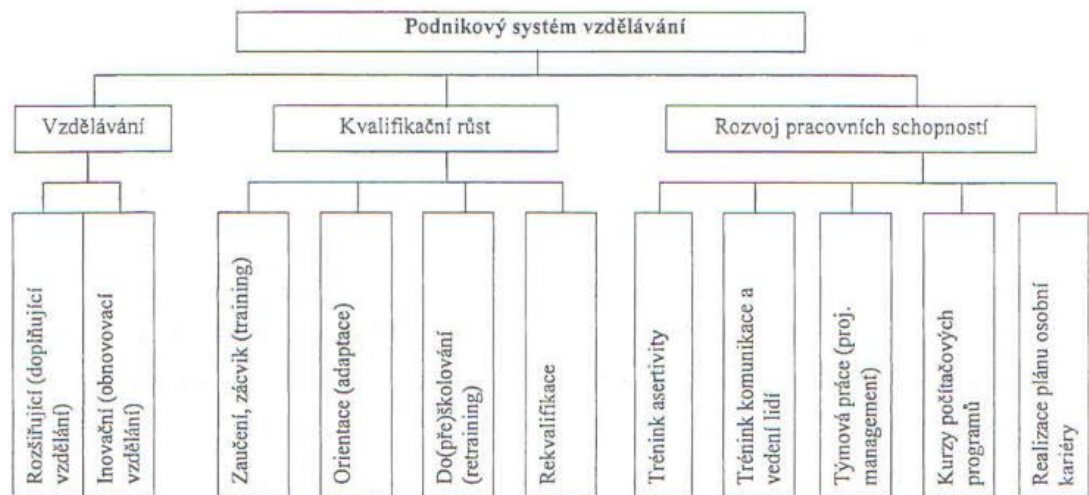 Podnikový systém vzdělávání
Vzdělávání
Kvalifikační růst
Rozvoj pracovních schopností
Rozšiřující (doplňující
vzdělání)
Inovační (obnovovací
vzdělání)
Zaučení, zácvik (training)
Orientace (adaptace)
Do(pře)školování
(retraining)
Rekvalifikace
Trénink asertivity
Trénink komunikace a
vedení lidí
Týmová práce (proj.
management)
Kurzy počítačových
programů
Realizace plánu osobní
kariéry